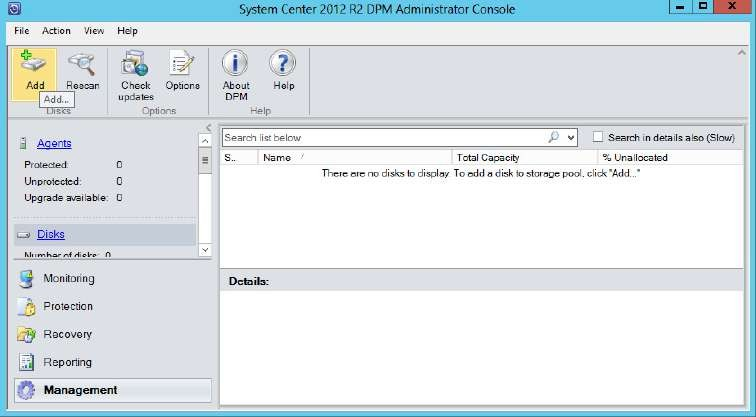 System Center 2012 R2 DPM Administrator Console
File Action View Help
Add Rescan Check updates Options About DPM Help
Add...
Disks Options Help
Agents
Protected: 0
Unprotected: 0
Upgrade available: 0
Disks
Number of disks: 0
Monitoring
Protection
Recovery
Reporting
Management
Search list below
Search in details also (Slow)
S.. Name Total Capacity % Unallocated
There are no disks to display. To add a disk to storage pool, click "Add..."
Details: